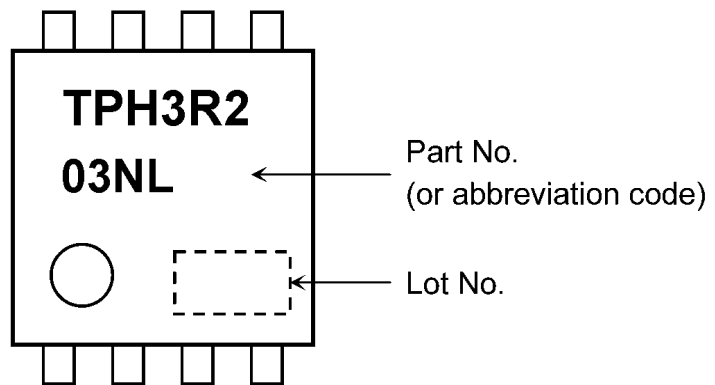 TPH3R2
03NL
Part No.
(or abbreviation code)
Lot No.